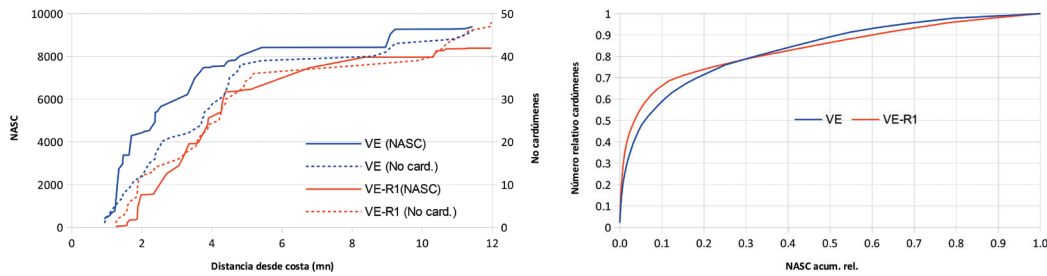 10000
8000
6000
4000
2000
0
NASC
50
40
30
20
10
0
No cardúmenes
VE (NASC)
VE (No card.)
VE-R1(NASC)
VE-R1 (No card.)
0 2 4 6 8 10 12
Distancia desde costa (mn)
1
0.9
0.8
0.7
0.6
0.5
0.4
0.3
0.2
0.1
0
Número relativo cardúmenes
VE VE-R1
0.0 0.1 0.2 0.3 0.4 0.5 0.6 0.7 0.8 0.9 1.0
NASC acum. rel.